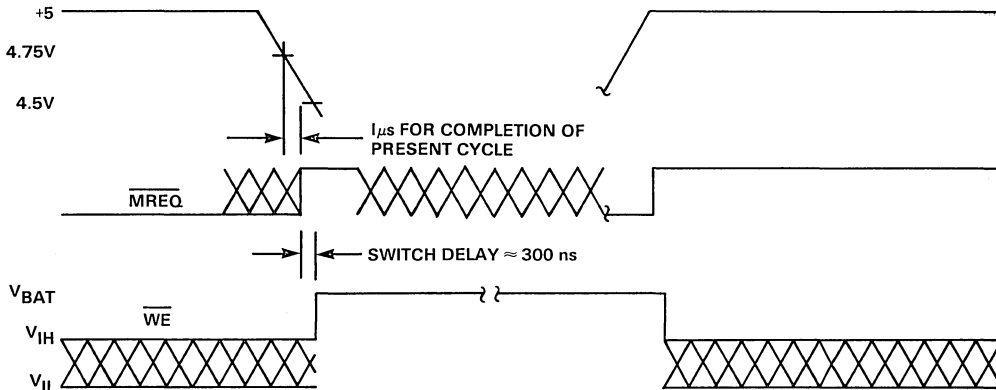 +5
4.75V
4.5V
1μs FOR COMPLETION OF
PRESENT CYCLE
MREQ
SWITCH DELAY ≈ 300 ns
VBAT
WE
VIH
VIL